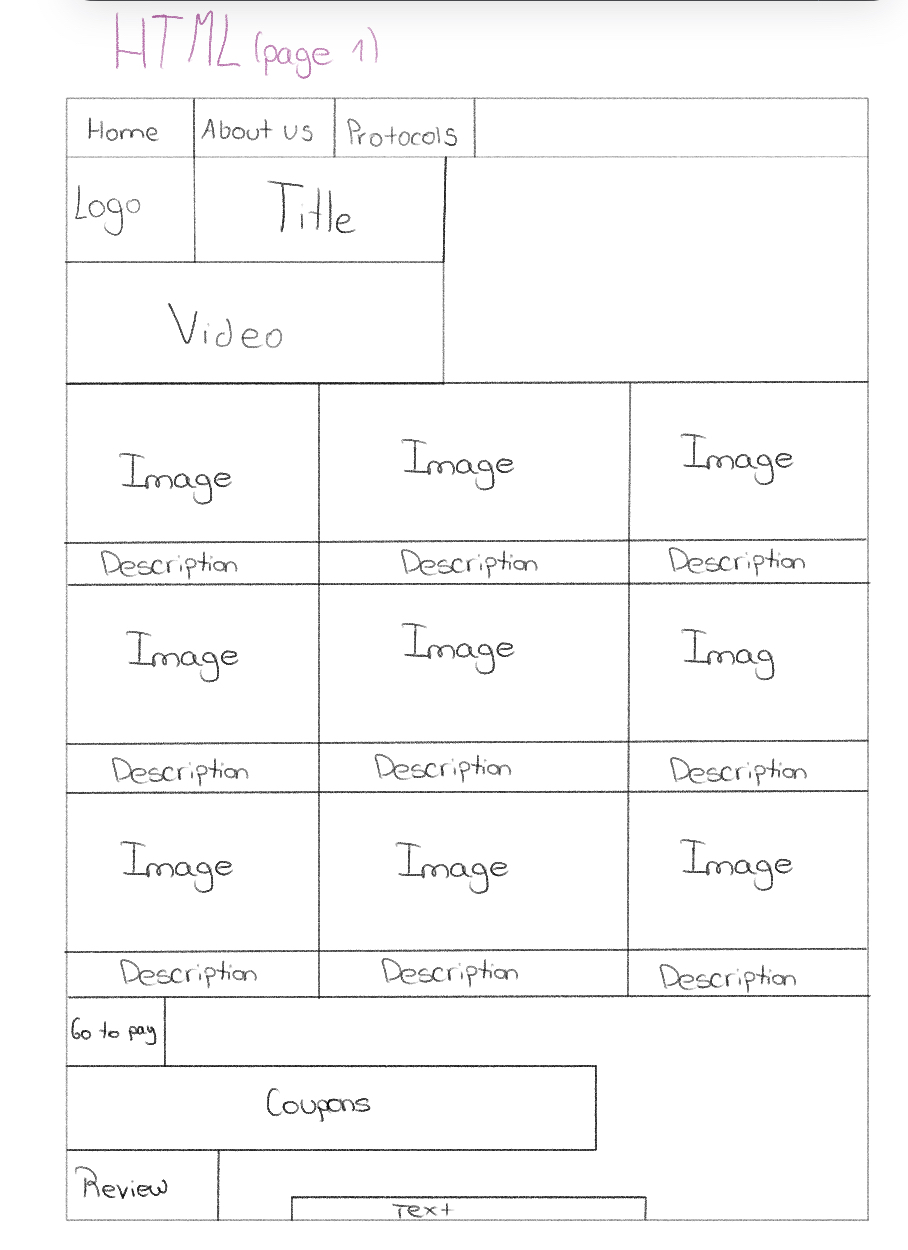 HTML (page 1)
Home About us Protocols
Logo Title
Video
Image Image Image
Description Description Description
Image Image Imag
Description Description Description
Image Image Image
Description Description Description
Go to pay
Coupons
Review
Text